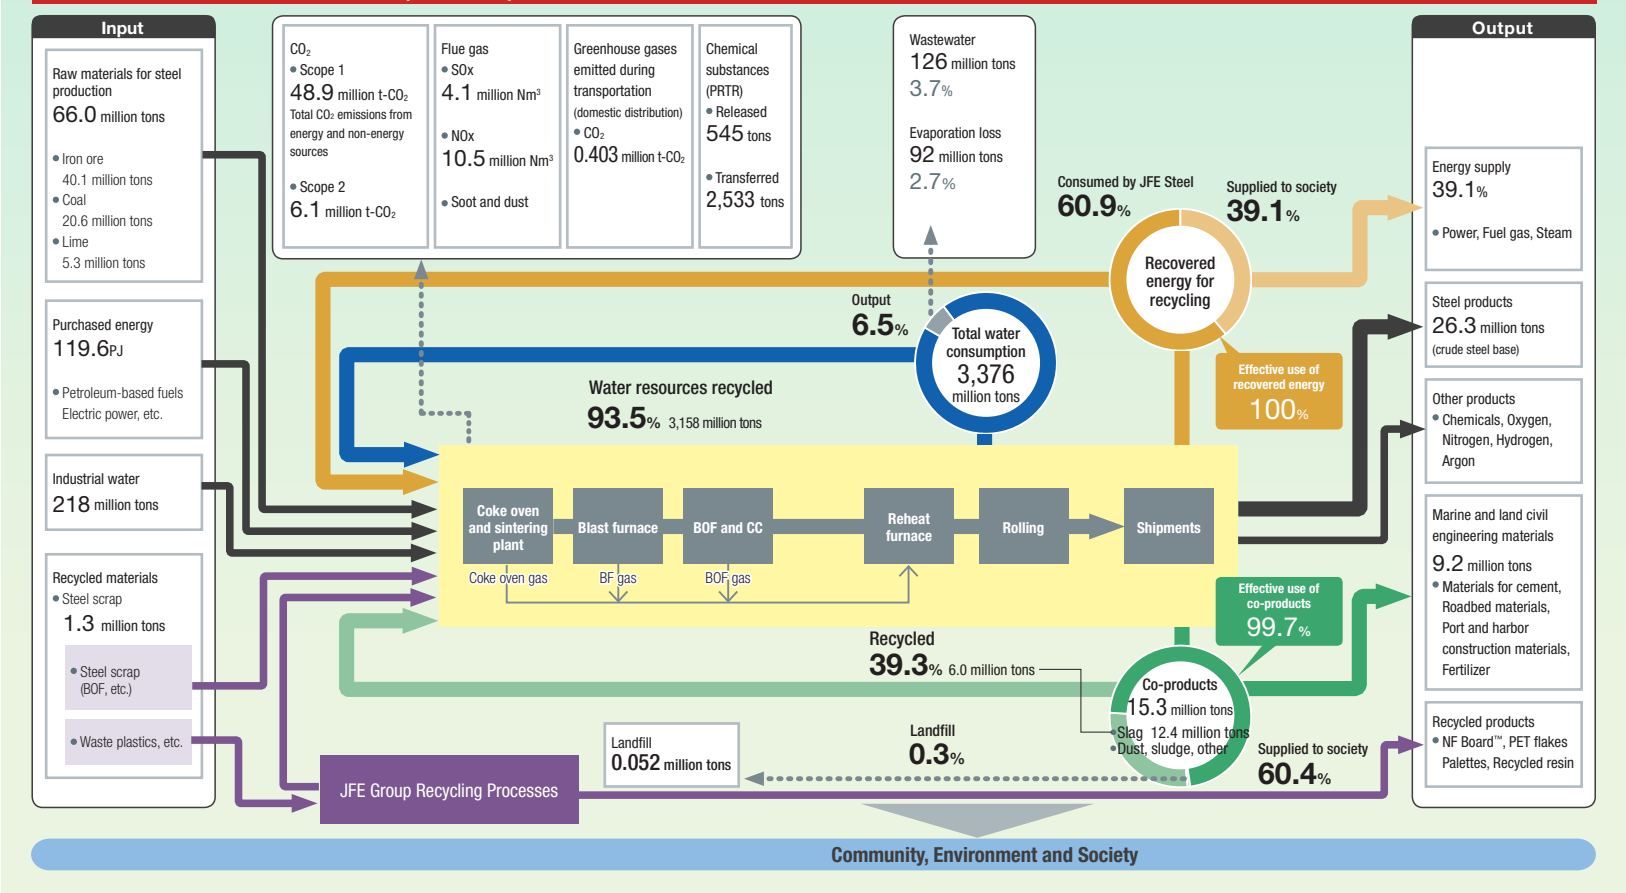 Input
Raw materials for steel
production
66.0 million tons
• Iron ore
40.1 million tons
• Coal
20.6 million tons
• Lime
5.3 million tons
Purchased energy
119.6PJ
• Petroleum-based fuels
Electric power, etc.
Industrial water
218 million tons
Recycled materials
• Steel scrap
1.3 million tons
• Steel scrap
(BOF, etc.)
• Waste plastics, etc.
CO₂
• Scope 1
48.9 million t-CO₂
Total CO₂ emissions from
energy and non-energy
sources
• Scope 2
6.1 million t-CO₂
Flue gas
• SOx
4.1 million Nm³
• NOx
10.5 million Nm³
• Soot and dust
Greenhouse gases
emitted during
transportation
(domestic distribution)
• CO₂
0.403 million t-CO₂
Chemical
substances
(PRTR)
• Released
545 tons
• Transferred
2,533 tons
Wastewater
126 million tons
3.7%
Evaporation loss
92 million tons
2.7%
Consumed by JFE Steel
60.9%
Supplied to society
39.1%
Recovered
energy for
recycling
Effective use of
recovered energy
100%
Output
6.5%
Total water
consumption
3,376
million tons
Water resources recycled
93.5% 3,158 million tons
Coke oven
and sintering
plant
Blast furnace
BOF and CC
Reheat
furnace
Rolling
Shipments
Coke oven gas
BF gas
BOF gas
Effective use of
co-products
99.7%
Recycled
39.3% 6.0 million tons
Co-products
15.3 million tons
• Slag 12.4 million tons
• Dust, sludge, other
Landfill
0.3%
Landfill
0.052 million tons
Supplied to society
60.4%
JFE Group Recycling Processes
Output
Energy supply
39.1%
• Power, Fuel gas, Steam
Steel products
26.3 million tons
(crude steel base)
Other products
• Chemicals, Oxygen,
Nitrogen, Hydrogen,
Argon
Marine and land civil
engineering materials
9.2 million tons
• Materials for cement,
Roadbed materials,
Port and harbor
construction materials,
Fertilizer
Recycled products
• NF Board™, PET flakes
Palettes, Recycled resin
Community, Environment and Society